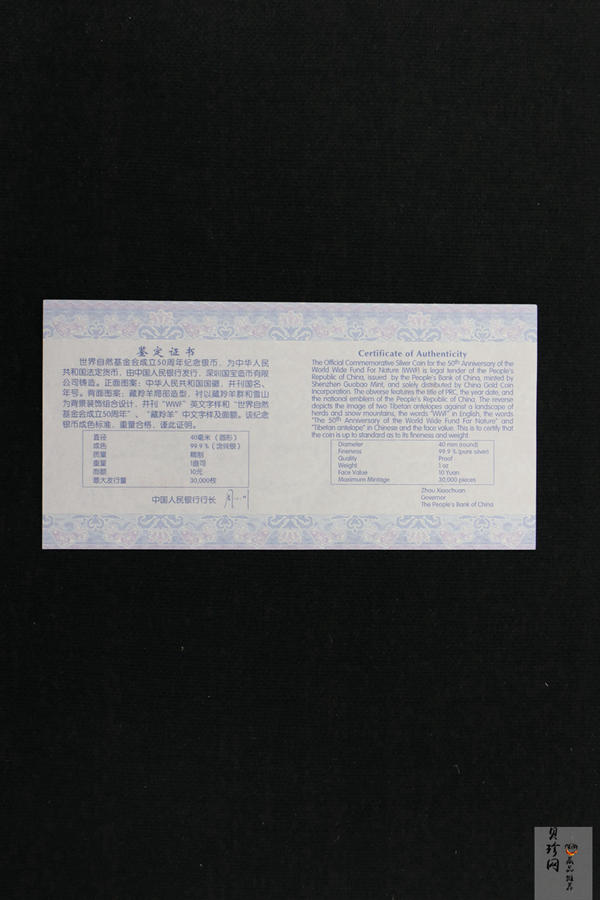 鉴定证书
世界自然基金会成立50周年纪念银币，为中华人民
共和国法定货币，由中国人民银行发行，深圳国宝造币有限
公司铸造。正面图案：中华人民共和国国徽，并刊国名、
年号。背面图案：藏羚羊局部造型，衬以藏羚羊群和雪山
为背景装饰组合设计，并刊“WWF”英文字样和“世界自然
基金会成立50周年”、“藏羚羊”中文字样及面额。该纪念
银币成色标准，重量合格，谨此证明。
直径 40毫米（圆形）
成色 99.9％（含纯银）
质量 精制
重量 1盎司
面额 10元
最大发行量 30,000枚
中国人民银行行长
Certificate of Authenticity
The Official Commemorative Silver Coin for the 50th Anniversary of the
World Wide Fund For Nature (WWF) is legal tender of the People's
Republic of China, issued by the People's Bank of China, minted by
Shenzhen Guobao Mint, and solely distributed by China Gold Coin
Incorporation. The obverse features the title of PRC, the year date, and
the national emblem of the People's Republic of China. The reverse
depicts the image of two Tibetan antelopes against a landscape of
herds and snow mountains, the words "WWF" in English, the words
"The 50th Anniversary of the World Wide Fund For Nature" and
"Tibetan antelope" in Chinese and the face value. This is to certify that
the coin is up to standard as to its fineness and weight.
Diameter 40 mm (round)
Fineness 99.9 % (pure silver)
Quality Proof
Weight 1 oz
Face Value 10 Yuan
Maximum Mintage 30,000 pieces
Zhou Xiaochuan
Governor
The People's Bank of China
贝珍网